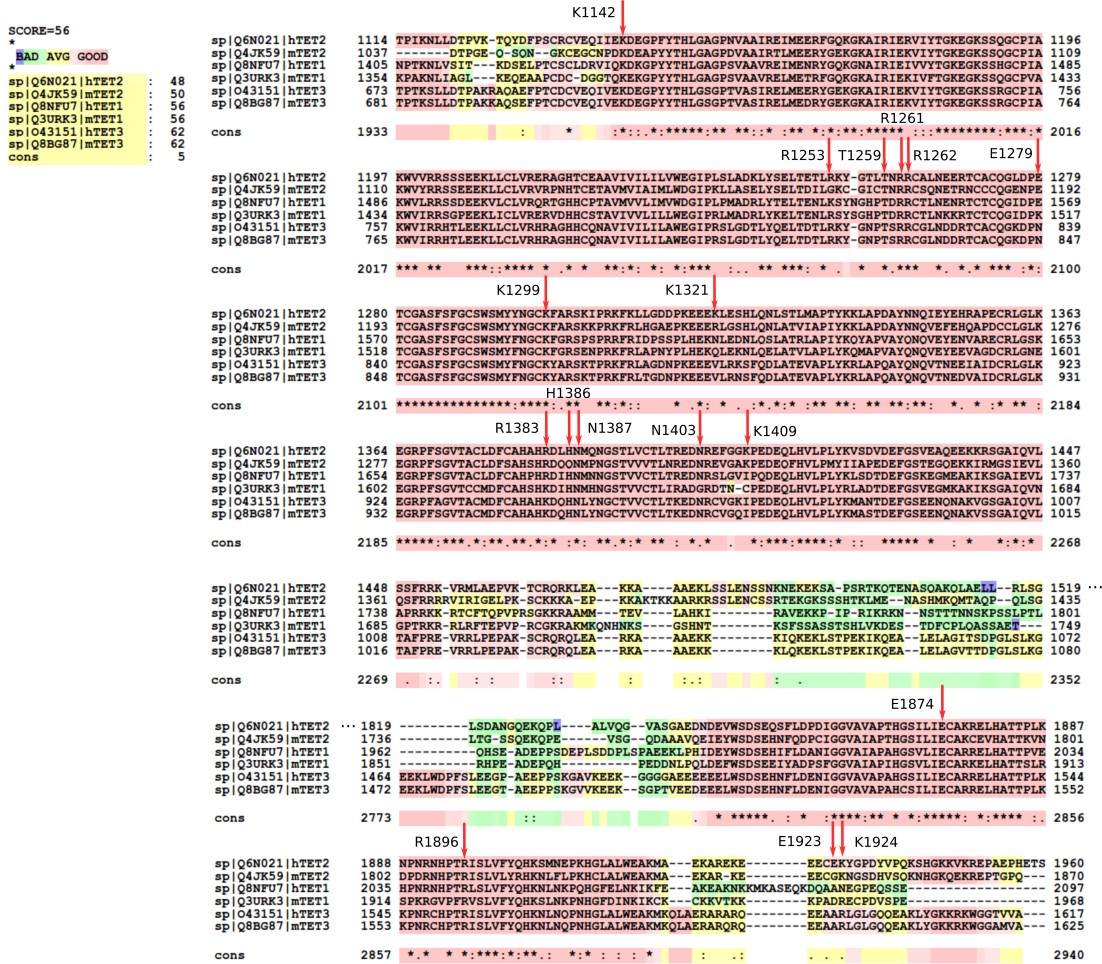 K1142
SCORE=56
*
BAD AVG GOOD
*
sp|Q6N021|hTET2 : 48
sp|Q4JK59|mTET2 : 50
sp|Q8NFU7|hTET1 : 56
sp|Q3URK3|mTET1 : 56
sp|O43151|hTET3 : 62
sp|Q8BG87|mTET3 : 62
cons : 5
sp|Q6N021|hTET2 1114 TPIKNLLDTPVK-TQYDFPSCRCVEQIIEKDEGPFYTHLGAGPNVAAIREIMEERFGQKGKAIRIERVIYTGKEGKSSQGCPIA 1196
sp|Q4JK59|mTET2 1037 ------DTPGE-Q-SQN--GKCEGCNPDKDEAPYYTHLGAGPDVAAIRTLMEERYGEKGKAIRIEKVIYTGKEGKSSQGCPIA 1109
sp|Q8NFU7|hTET1 1405 NPTKNLVSIT---KDSELPTCSCLDRVIQKDKGPYYTHLGAGPSVAAVREIMENRYGQKGNAIRIEIVVYTGKEGKSSHGCPIA 1485
sp|Q3URK3|mTET1 1354 KPAKNLIAGL---KEQEAAPCDC-DGGTQKEKGPYYTHLGAGPSVAAVRELMETRFGQKGKAIRIEKIVFTGKEGKSSQGCPVA 1433
sp|O43151|hTET3 673 TPTKSLLDTPAKRAQAEFPTCDCVEQIVEKDEGPYYTHLGSGPTVASIRELMEERYGEKGKAIRIEKVIYTGKEGKSSRGCPIA 756
sp|Q8BG87|mTET3 681 TPTKSLLDTPAKKAQSEFPTCDCVEQIVEKDEGPYYTHLGSGPTVASIRELMEDRYGEKGKAIRIEKVIYTGKEGKSSRGCPIA 764
cons 1933 2016
R1261
R1253 T1259 R1262 E1279
sp|Q6N021|hTET2 1197 KWVVRRSSSEEKLLCLVRERAGHTCEAAVIVILILVWEGIPLSLADKLYSELTETLRKY-GTLTNRRCALNEERTCACQGLDPE 1279
sp|Q4JK59|mTET2 1110 KWVIRRSSEEEKLLCLVRVRPNHTCETAVMVIAIMLWDGIPKLLASELYSELTDILGKC-GICTNRRCSQNETRNCCCQGENPE 1192
sp|Q8NFU7|hTET1 1486 KWVLRRSSDEEKVLCLVRQRTGHHCPTAVMVVLIMVWDGIPLPMADRLYTELTENLKSYNGHPTDRRCTLNENRTCTCQGIDPE 1569
sp|Q3URK3|mTET1 1434 KWVIRRSGPEEKLICLVRERVDHHCSTAVIVVLILLWEGIPRLMADRLYKELTENLRSYSGHPTDRRCTLNKKRTCTCQGIDPK 1517
sp|O43151|hTET3 757 KWVIRRHTLEEKLLCLVRHRAGHHCQNAVIVILILAWEGIPRSLGDTLYQELTDTLRKY-GNPTSRRCGLNDDRTCACQGKDPN 839
sp|Q8BG87|mTET3 765 KWVIRRHTLEEKLLCLVRHRAGHHCQNAVIVILILAWEGIPRSLGDTLYQELTDTLRKY-GNPTSRRCGLNDDRTCACQGKDPN 847
cons 2017 2100
K1299 K1321
sp|Q6N021|hTET2 1280 TCGASFSFGCSWSMYYNGCKFARSKIPRKFKLLGDDPKEEEKLESHLQNLSTLMAPTYKKLAPDAYNNQIEYEHRAPECRLGLK 1363
sp|Q4JK59|mTET2 1193 TCGASFSFGCSWSMYYNGCKFARSKKPRKFRLHGAEPKEEERLGSHLQNLATVIAPIYKKLAPDAYNNQVEFEHQAPDCCLGLK 1276
sp|Q8NFU7|hTET1 1570 TCGASFSFGCSWSMYFNGCKFGRSPSPRRFRIDPSSPLHEKNLEDNLQSLATRLAPIYKQYAPVAYQNQVEYENVARECRLGSK 1653
sp|Q3URK3|mTET1 1518 TCGASFSFGCSWSMYFNGCKFGRSENPRKFRLAPNYPLHEKQLEKNLQELATVLAPLYKQMAPVAYQNQVEYEEVAGDCRLGNE 1601
sp|O43151|hTET3 840 TCGASFSFGCSWSMYFNGCKYARSKTPRKFRLAGDNPKEEEVLRKSFQDLATEVAPLYKRLAPQAYQNQVTNEEIAIDCRLGLK 923
sp|Q8BG87|mTET3 848 TCGASFSFGCSWSMYFNGCKYARSKTPRKFRLTGDNPKEEEVLRNSFQDLATEVAPLYKRLAPQAYQNQVTNEDVAIDCRLGLK 931
cons 2101 2184
H1386
R1383 N1387 N1403 K1409
sp|Q6N021|hTET2 1364 EGRPFSGVTACLDFCAHAHRDLHNMQNGSTLVCTLTREDNREFGGKPEDEQLHVLPLYKVSDVDEFGSVEAQEEKKRSGAIQVL 1447
sp|Q4JK59|mTET2 1277 EGRPFSGVTACLDFCAHSHRDQQNMPNGSTVVVTLNREDNREVGAKPEDEQFHVLPMYIIAPEDEFGSTEGQEKKIRMGSIEVL 1360
sp|Q8NFU7|hTET1 1654 EGRPFSGVTACLDFCAHPHRDIHNMNNGSTVVCTLTREDNRSLGVIPQDEQLHVLPLYKLSDTDEFGSKEGMEAKIKSGAIEVL 1737
sp|Q3URK3|mTET1 1602 EGRPFSGVTCCMDFCAHSHKDIHNMHNGSTVVCTLIRADGRDTN-CPEDEQLHVLPLYRLADTDEFGSVEGMKAKIKSGAIQVN 1684
sp|O43151|hTET3 924 EGRPFAGVTACMDFCAHAHKDQHNLYNGCTVVCTLTKEDNRCVGKIPEDEQLHVLPLYKMANTDEFGSEENQNAKVGSGAIQVL 1007
sp|Q8BG87|mTET3 932 EGRPFSGVTACMDFCAHAHKDQHNLYNGCTVVCTLTKEDNRCVGQIPEDEQLHVLPLYKMASTDEFGSEENQNAKVSSGAIQVL 1015
cons 2185 2268
sp|Q6N021|hTET2 1448 SSFRRK-VRMLAEPVK-TCRQRKLEA---KKA----AAEKLSSLENSSNKNEKEKSA-PSRTKQTENASQAKQLAELL--RLSG 1519 ...
sp|Q4JK59|mTET2 1361 QSFRRRRVIRIGELPK-SCKKKA-EP---KKAKTKKAARKRSSLENCSSRTEKGKSSSHTKLME--NASHMKQMTAQP--QLSG 1435
sp|Q8NFU7|hTET1 1738 APRRKK-RTCFTQPVPRSGKKRAAMM---TEV----LAHKI-------RAVEKKP-IP-RIKRKN--NSTTTNNSKPSSLPTL 1801
sp|Q3URK3|mTET1 1685 GPTRKR-RLRFTEPVP-RCGKRAKMKQNHNKS----GSHNT-------KSFSSASSTSHLVKDES--TDFCPLQASSAET---- 1749
sp|O43151|hTET3 1008 TAFPRE-VRRLPEPAK-SCRQRQLEA---RKA----AAEKK-------KIQKEKLSTPEKIKQEA--LELAGITSDPGLSLKG 1072
sp|Q8BG87|mTET3 1016 TAFPRE-VRRLPEPAK-SCRQRQLEA---RKA----AAEKK-------KLQKEKLSTPEKIKQEA--LELAGVTTDPGLSLKG 1080
cons 2269 2352
E1874
sp|Q6N021|hTET2 ... 1819 ---------LSDANGQEKQPL----ALVQG--VASGAEDNDEVWSDSEQSFLDPDIGGVAVAPTHGSILIECAKRELHATTPLK 1887
sp|Q4JK59|mTET2 1736 ---------LTG-SSQEKQPE------VSG--QDAAAVQEIEYWSDSEHNFQDPCIGGVAIAPTHGSILIECAKCEVHATTKVN 1801
sp|Q8NFU7|hTET1 1962 ---------QHSE-ADEPPSDEPLSDDPLSPAEEKLPHIDEYWSDSEHIFLDANIGGVAIAPAHGSVLIECARRELHATTPVE 2034
sp|Q3URK3|mTET1 1851 ---------RHPE-ADEPQH--------PEDDNLPQLDEFWSDSEEIYADPSFGGVAIAPIHGSVLIECARKELHATTSLR 1913
sp|O43151|hTET3 1464 EEKLWDPFSLEEGP-AEEPPSKGAVKEEK--GGGGAEEEEEELWSDSEHNFLDENIGGVAVAPAHGSILIECARRELHATTPLK 1544
sp|Q8BG87|mTET3 1472 EEKLWDPFSLEEGT-AEEPPSKGVVKEEK--SGPTVEEDEEELWSDSEHNFLDENIGGVAVAPAHCSILIECARRELHATTPLK 1552
cons 2773 2856
R1896 E1923 K1924
sp|Q6N021|hTET2 1888 NPNRNHPTRISLVFYQHKSMNEPKHGLALWEAKMA---EKAREKE-------EECEKYGPDYVPQKSHGKKVKREPAEPHETS 1960
sp|Q4JK59|mTET2 1802 DPDRNHPTRISLVLYRHKNLFLPKHCLALWEAKMA---EKAR-KE-------EECGKNGSDHVSQKNHGKQEKREPTGPQ--- 1870
sp|Q8NFU7|hTET1 2035 HPNRNHPTRLSLVFYQHKNLNKPQHGFELNKIKFE---AKEAKNKKMKASEQKDQAANEGPEQSSE--- 2097
sp|Q3URK3|mTET1 1914 SPKRGVPFRVSLVFYQHKSLNKPNHGFDINKIKCK---CKKVTKK-------KPADRECPDVSPE--- 1968
sp|O43151|hTET3 1545 KPNRCHPTRISLVFYQHKNLNQPNHGLALWEAKMKQLAERARARQ-------EEAARLGLGQQEAKLYGKKRKWGGTVVA--- 1617
sp|Q8BG87|mTET3 1553 KPNRCHPTRISLVFYQHKNLNQPNHGLALWEAKMKQLAERARQRQ-------EEAARLGLGQQEAKLYGKKRKWGGAMVA--- 1625
cons 2857 2940